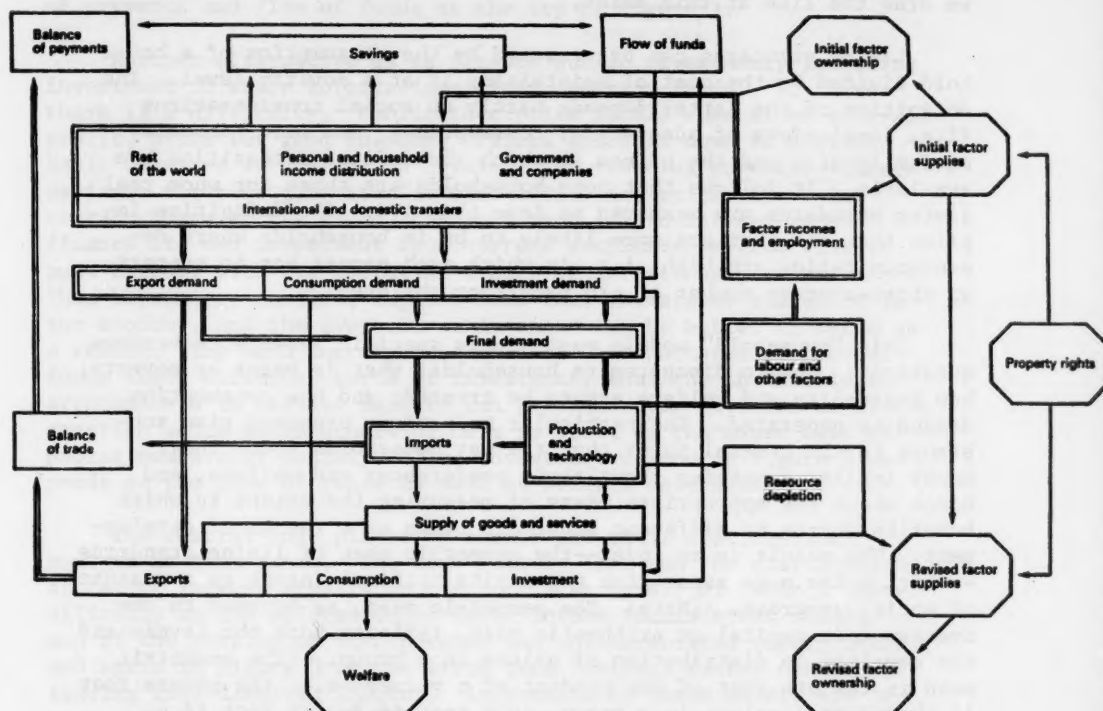 Balance
of payments
Savings
Flow of funds
Initial factor
ownership
Rest
of the world
Personal and household
income distribution
Government
and companies
International and domestic transfers
Initial factor
supplies
Factor incomes
and employment
Export demand
Consumption demand
Investment demand
Final demand
Demand for
labour and
other factors
Property rights
Balance
of trade
Imports
Production
and
technology
Resource
depletion
Supply of goods and services
Exports
Consumption
Investment
Revised factor
supplies
Welfare
Revised factor
ownership